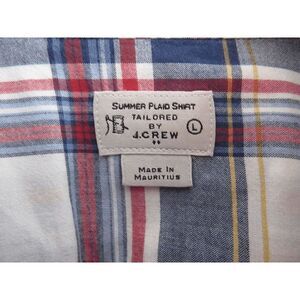 SUMMER PLAID SHIRT
TAILORED
BY
J.CREW
L
MADE IN
MAURITIUS